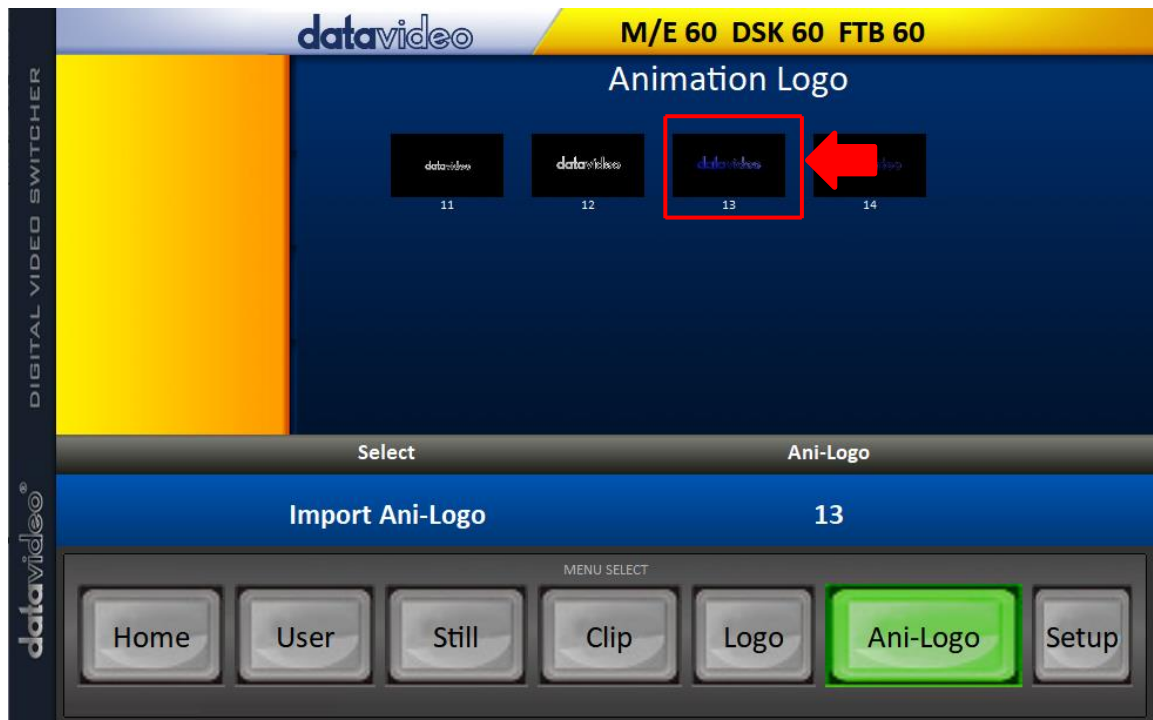 datavideo
M/E 60 DSK 60 FTB 60
DIGITAL VIDEO SWITCHER
datavideo®
Animation Logo
datavideo
datavideo
datavideo
11
12
13
14
Select
Ani-Logo
Import Ani-Logo
13
MENU SELECT
Home
User
Still
Clip
Logo
Ani-Logo
Setup